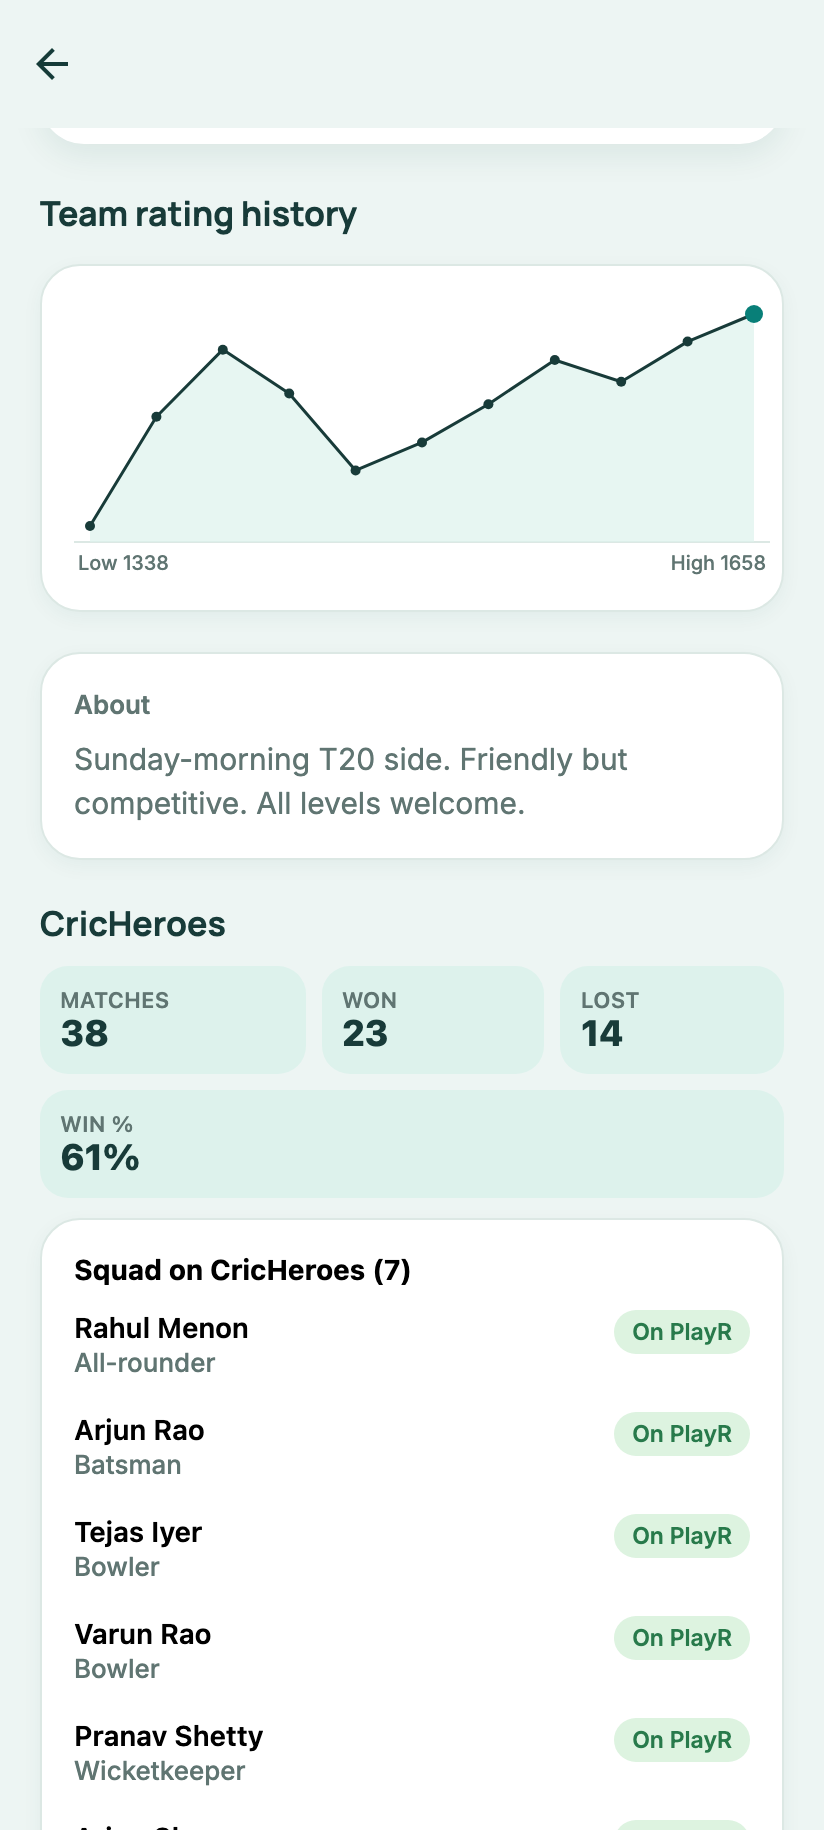 Team rating history
Low 1338
High 1658
About
Sunday-morning T20 side. Friendly but
competitive. All levels welcome.
CricHeroes
MATCHES
38
WON
23
LOST
14
WIN %
61%
Squad on CricHeroes (7)
Rahul Menon
On PlayR
All-rounder
Arjun Rao
On PlayR
Batsman
Tejas Iyer
On PlayR
Bowler
Varun Rao
On PlayR
Bowler
Pranav Shetty
On PlayR
Wicketkeeper